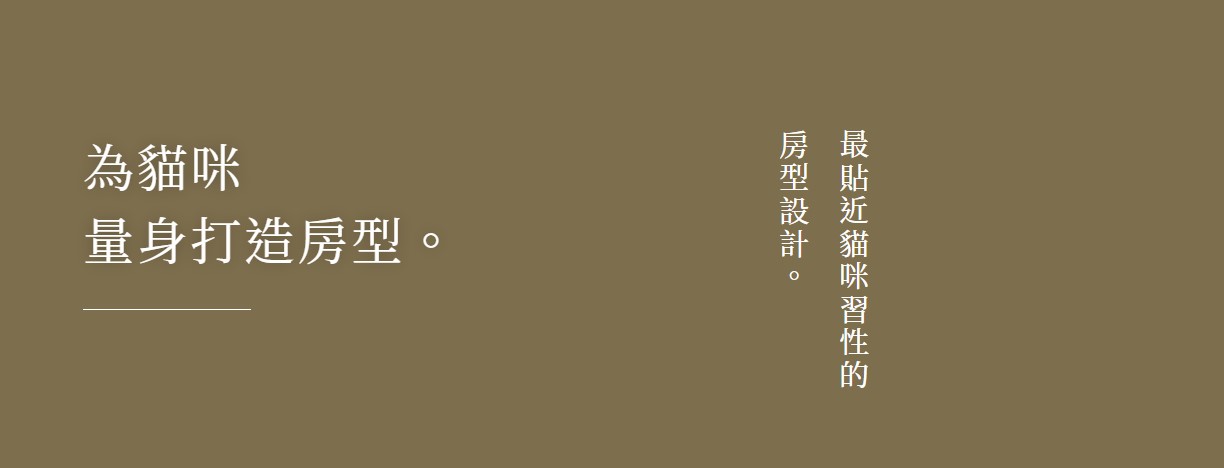 為貓咪
量身打造房型。
最貼近貓咪習性的
房型設計。